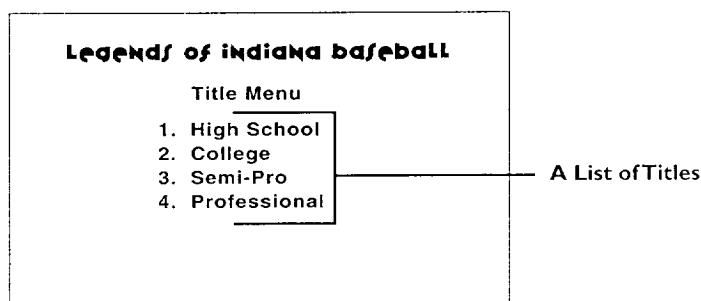 Legends of indiana baseball
Title Menu
1. High School
2. College
3. Semi-Pro
4. Professional
A List of Titles